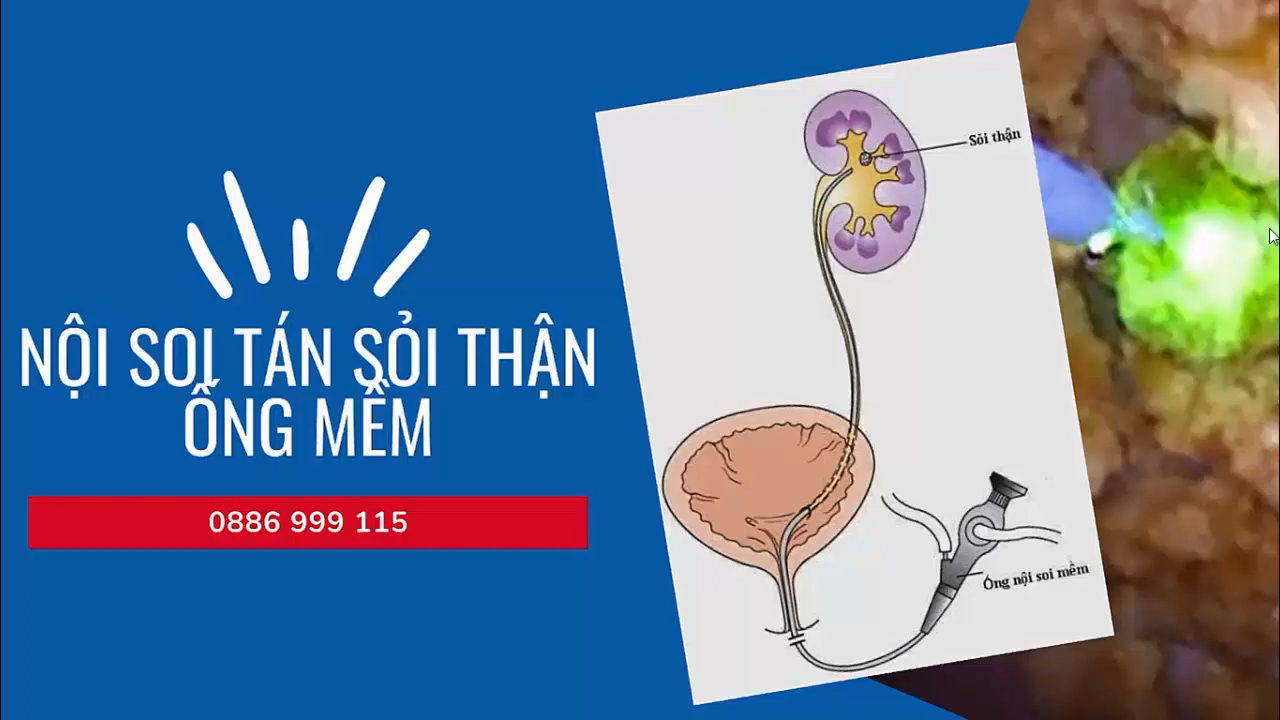 NỘI SOI TÁN SỎI THẬN
ỐNG MỀM
0886 999 115
Sỏi thận
Ống nội soi mềm